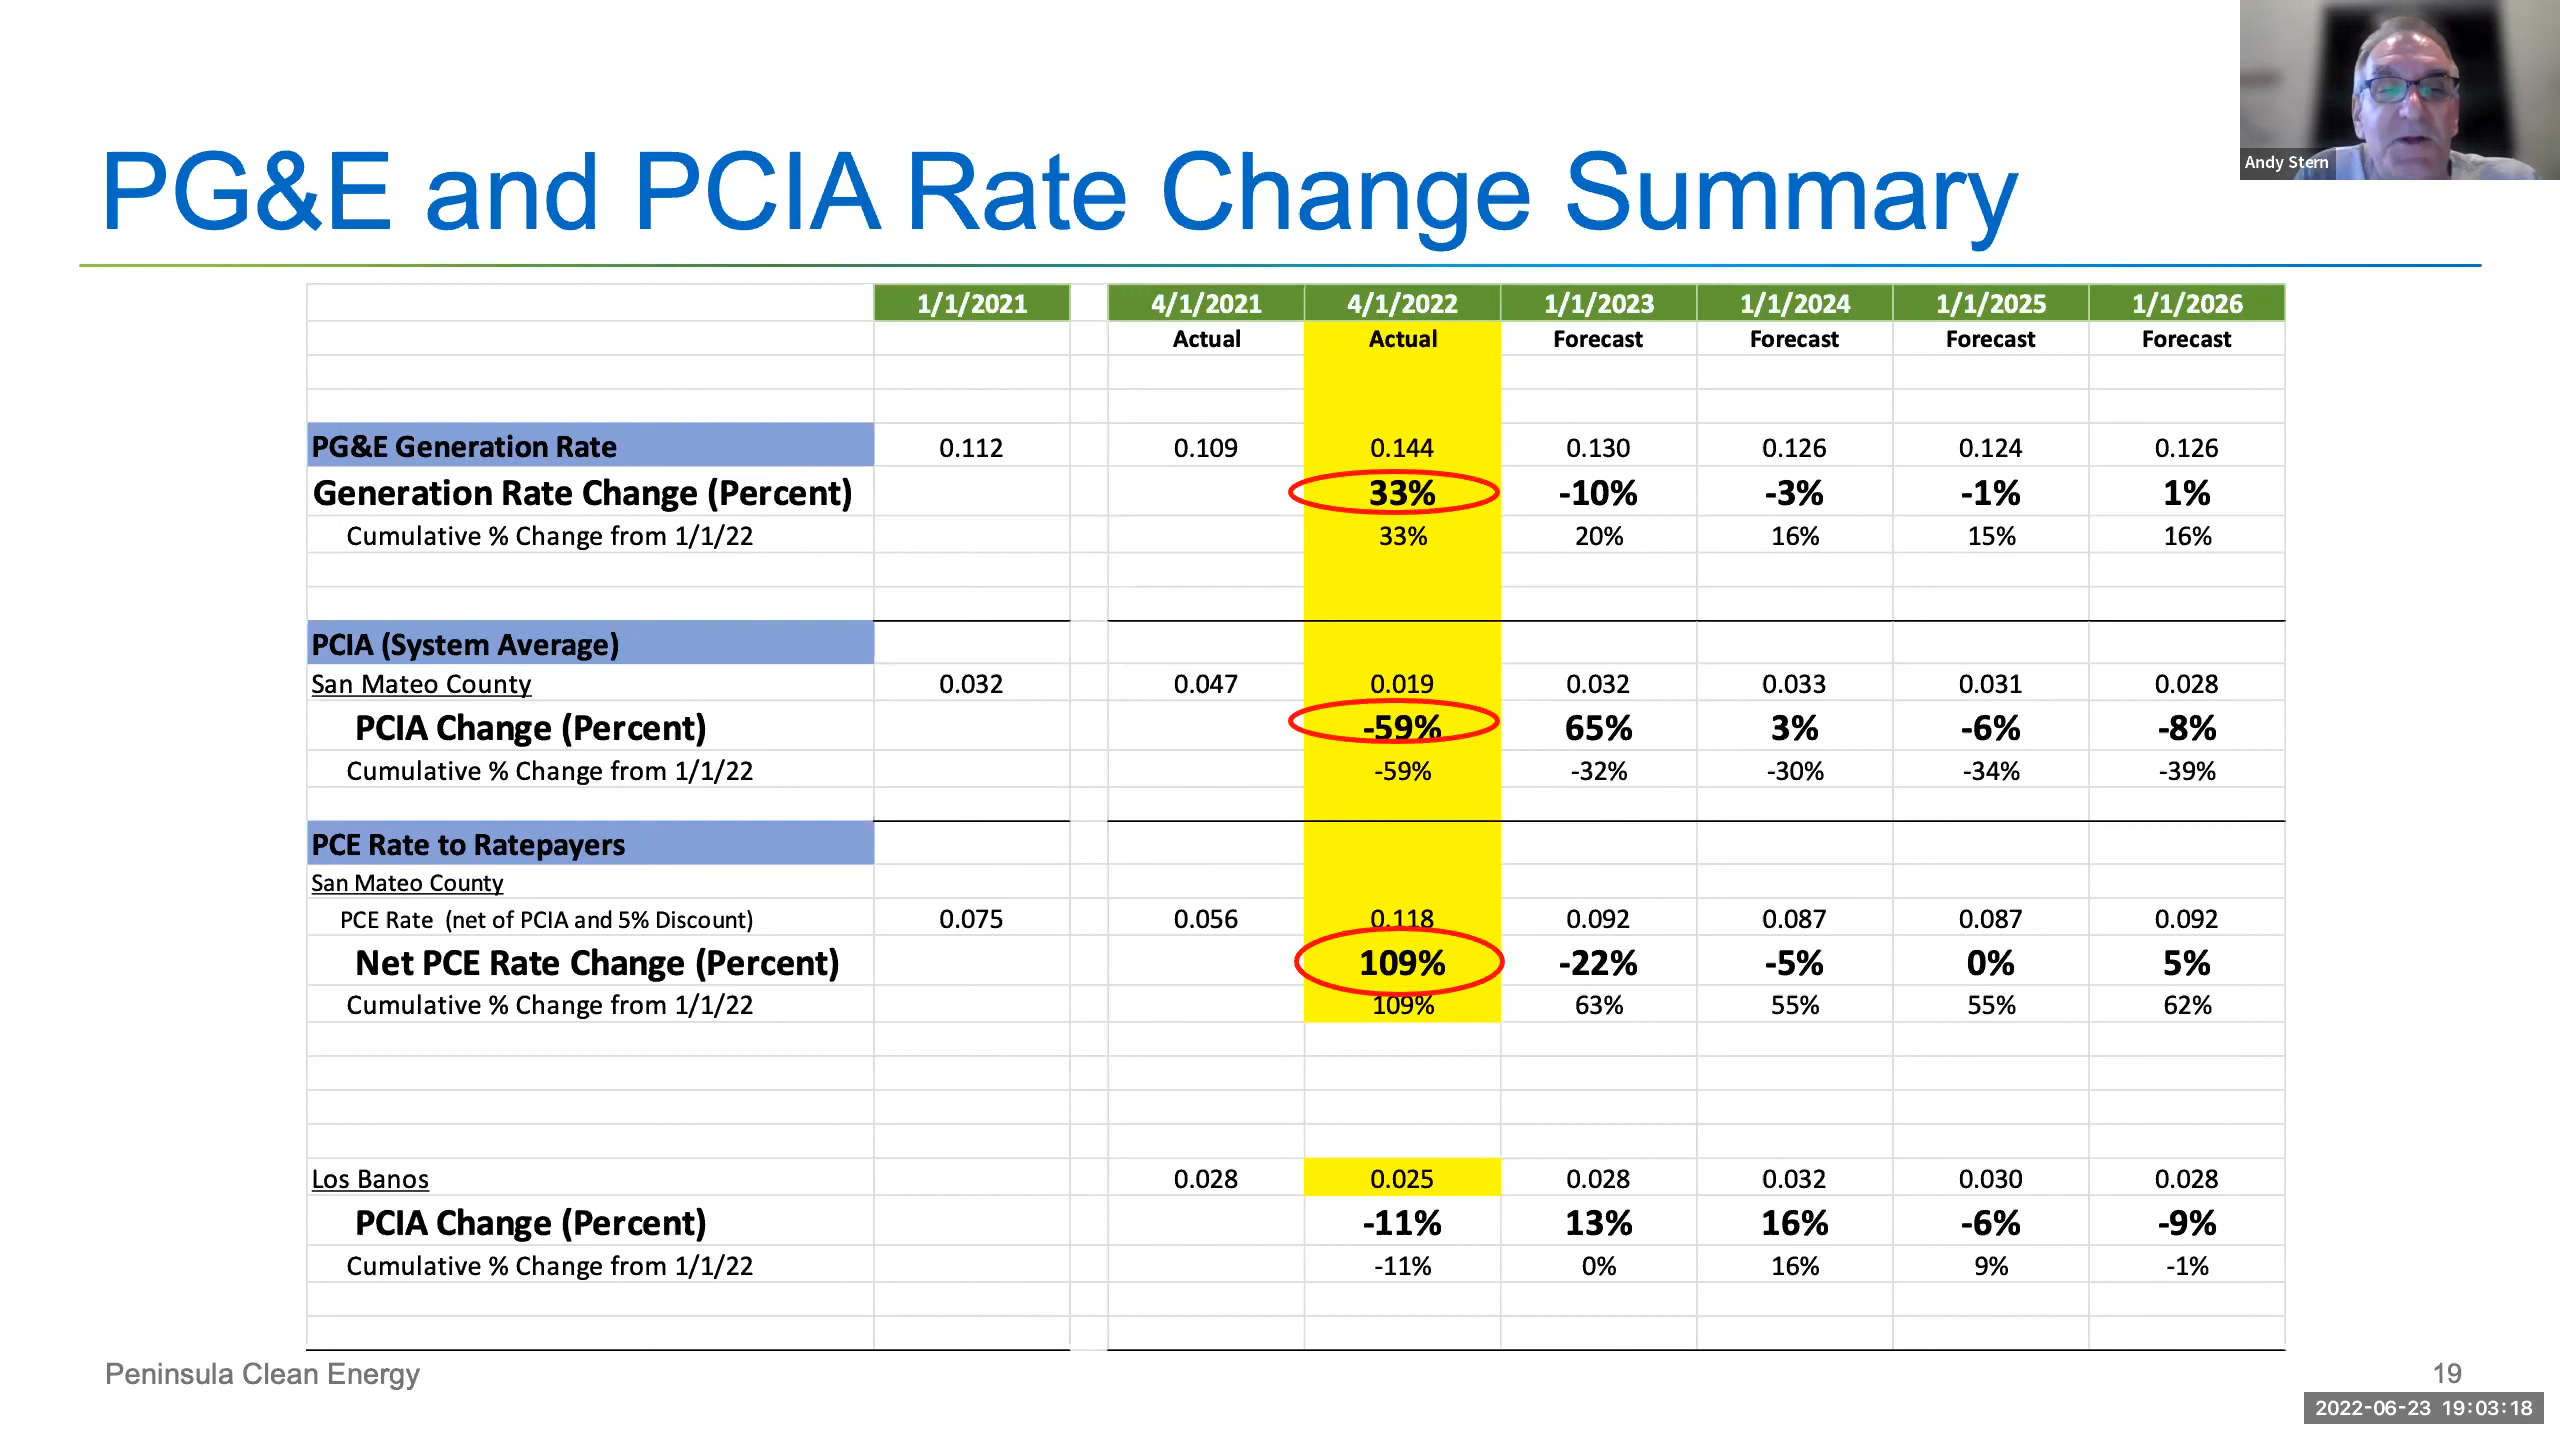 Andy Stern
PG&E and PCIA Rate Change Summary
1/1/2021 4/1/2021 4/1/2022 1/1/2023 1/1/2024 1/1/2025 1/1/2026
Actual Actual Forecast Forecast Forecast Forecast
PG&E Generation Rate 0.112 0.109 0.144 0.130 0.126 0.124 0.126
Generation Rate Change (Percent) 33% -10% -3% -1% 1%
Cumulative % Change from 1/1/22 33% 20% 16% 15% 16%
PCIA (System Average)
San Mateo County 0.032 0.047 0.019 0.032 0.033 0.031 0.028
PCIA Change (Percent) -59% 65% 3% -6% -8%
Cumulative % Change from 1/1/22 -59% -32% -30% -34% -39%
PCE Rate to Ratepayers
San Mateo County
PCE Rate (net of PCIA and 5% Discount) 0.075 0.056 0.118 0.092 0.087 0.087 0.092
Net PCE Rate Change (Percent) 109% -22% -5% 0% 5%
Cumulative % Change from 1/1/22 109% 63% 55% 55% 62%
Los Banos 0.028 0.025 0.028 0.032 0.030 0.028
PCIA Change (Percent) -11% 13% 16% -6% -9%
Cumulative % Change from 1/1/22 -11% 0% 16% 9% -1%
Peninsula Clean Energy 19
2022-06-23 19:03:18